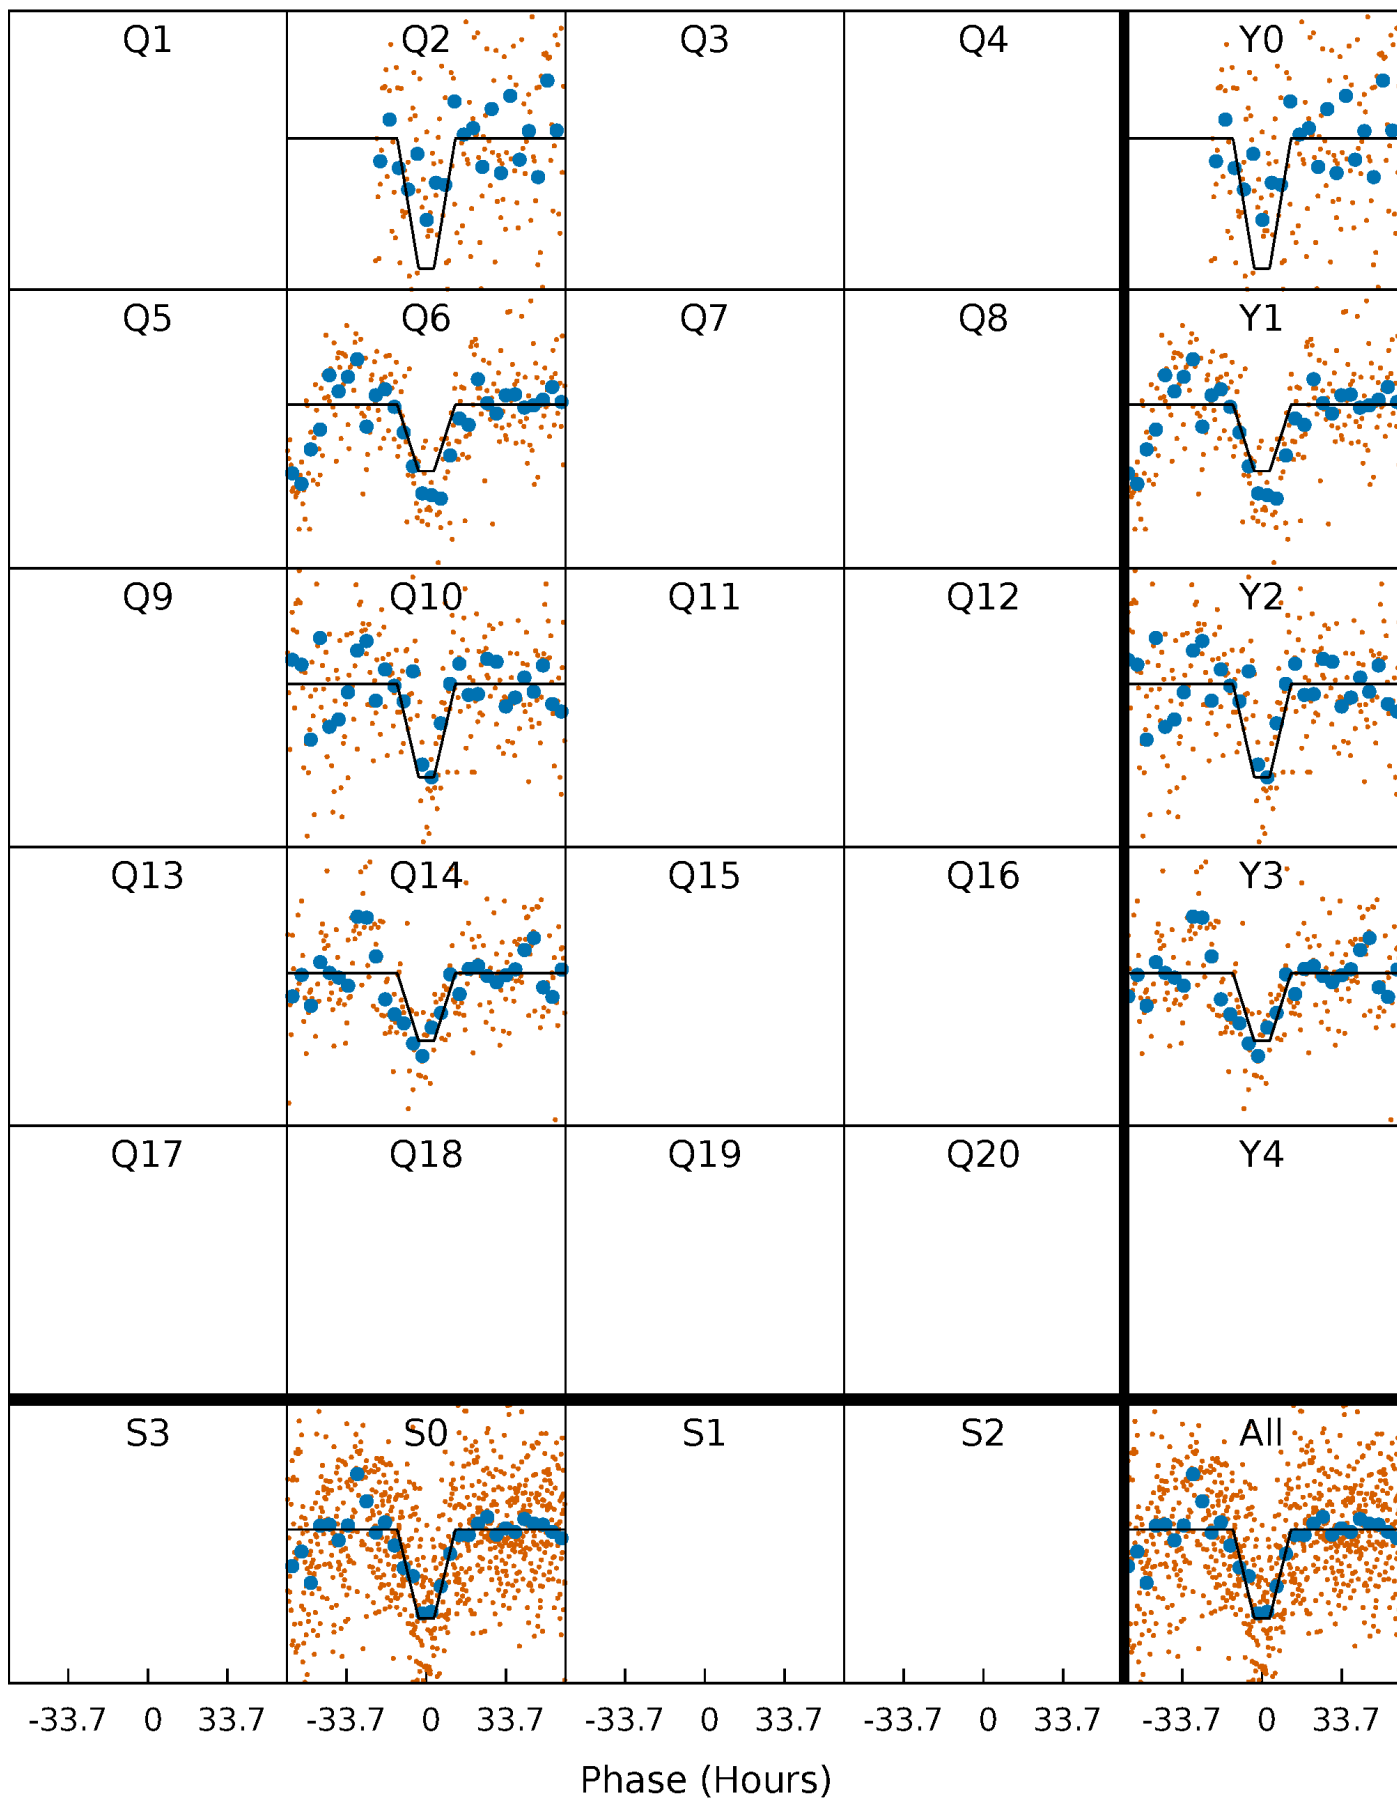 Q1 Q2 Q3 Q4 Y0
Q5 Q6 Q7 Q8 Y1
Q9 Q10 Q11 Q12 Y2
Q13 Q14 Q15 Q16 Y3
Q17 Q18 Q19 Q20 Y4
S3 S0 S1 S2 All
-33.7 0 33.7 -33.7 0 33.7 -33.7 0 33.7 -33.7 0 33.7 -33.7 0 33.7
Phase (Hours)